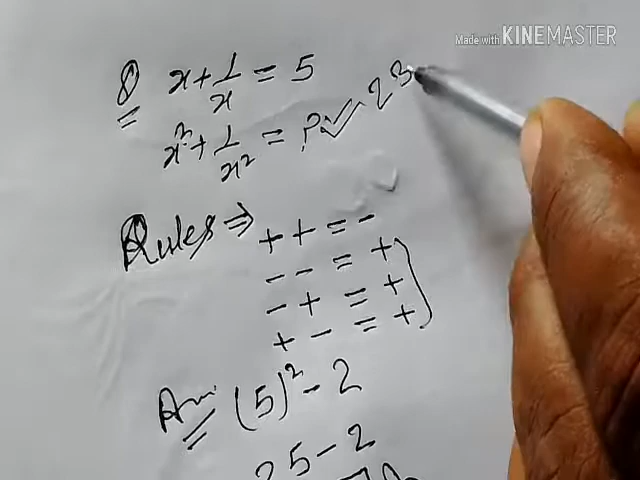 Made with KINEMASTER
Q x + 1/x = 5
x² + 1/x² = ? ✓ 23
Rules ⇒ + + = -
- - = +
- + = +
+ - = +
Ans (5)² - 2
25 - 2